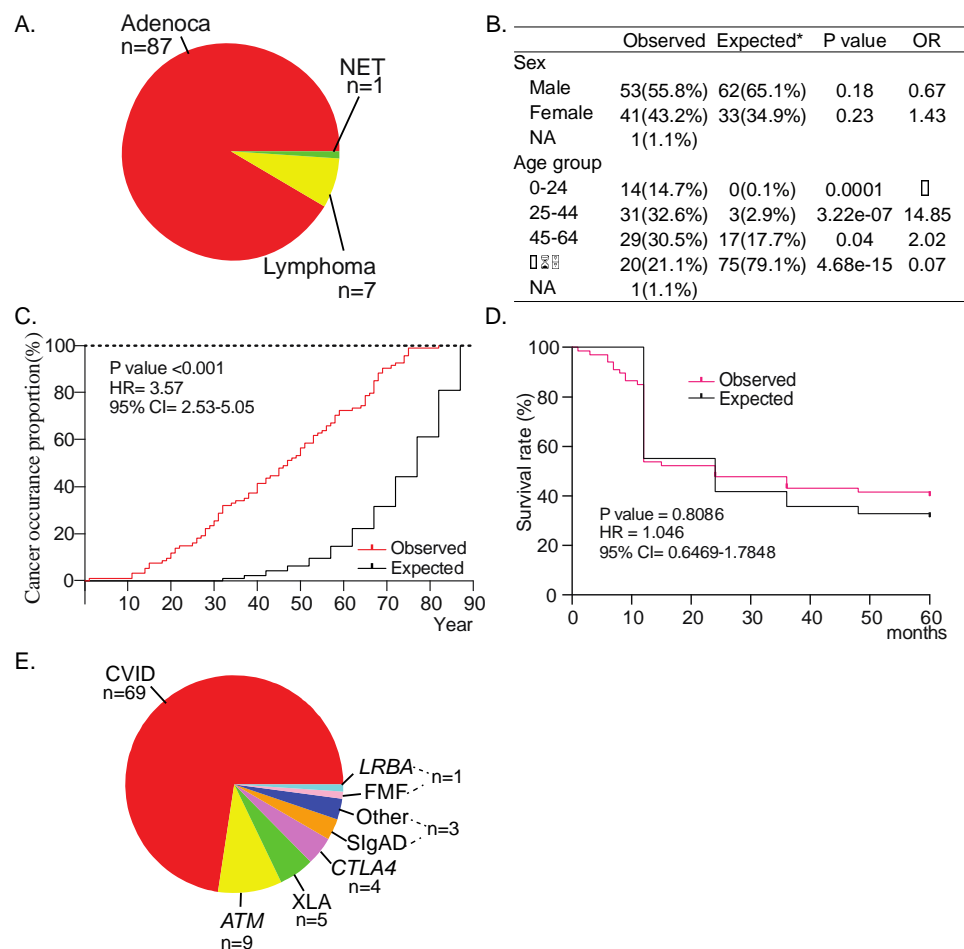 A.
Adenoca
n=87
NET
n=1
Lymphoma
n=7
B.
Observed Expected* P value OR
Sex
Male 53(55.8%) 62(65.1%) 0.18 0.67
Female 41(43.2%) 33(34.9%) 0.23 1.43
NA 1(1.1%)
Age group
0-24 14(14.7%) 0(0.1%) 0.0001
25-44 31(32.6%) 3(2.9%) 3.22e-07 14.85
45-64 29(30.5%) 17(17.7%) 0.04 2.02
20(21.1%) 75(79.1%) 4.68e-15 0.07
NA 1(1.1%)
C.
Cancer occurance proportion(%)
100
80
60
40
20
0
P value <0.001
HR= 3.57
95% CI= 2.53-5.05
Observed
Expected
10 20 30 40 50 60 70 80 90
Year
D.
Survival rate (%)
100
80
60
40
20
0
Observed
Expected
P value = 0.8086
HR = 1.046
95% CI= 0.6469-1.7848
0 10 20 30 40 50 60
months
E.
CVID
n=69
LRBA
FMF
n=1
Other
SIgAD
n=3
CTLA4
n=4
XLA
n=5
ATM
n=9